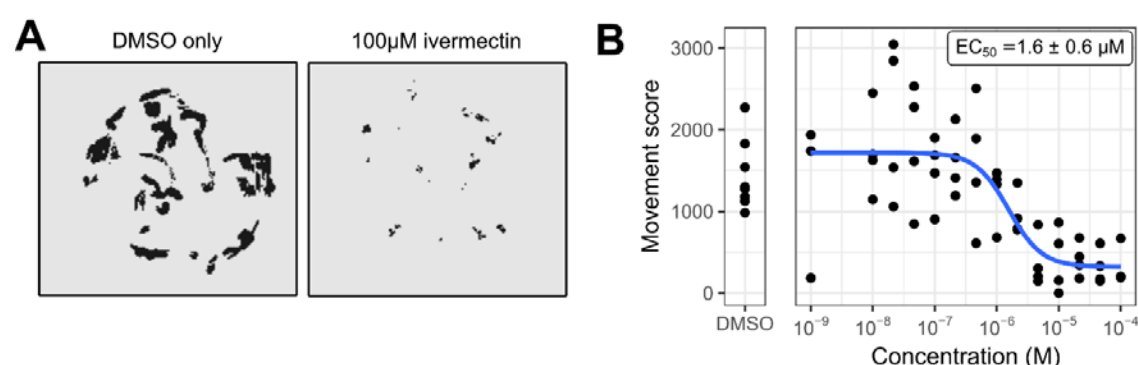 A
DMSO only
100µM ivermectin
B
Movement score
3000
2000
1000
0
DMSO
EC₅₀ =1.6 ± 0.6 µM
10⁻⁹
10⁻⁸
10⁻⁷
10⁻⁶
10⁻⁵
10⁻⁴
Concentration (M)